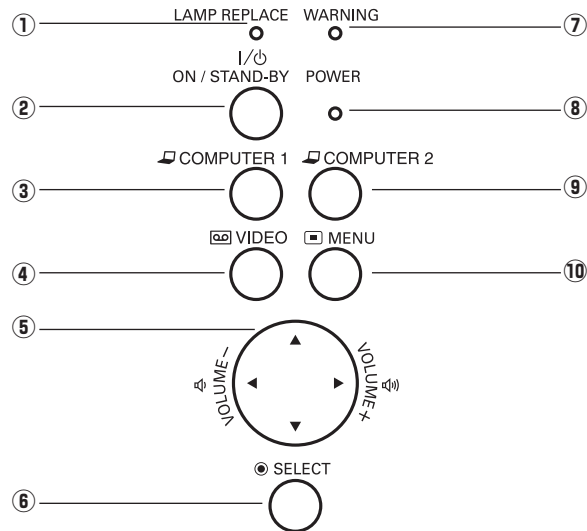 ① LAMP REPLACE WARNING ⑦
I/⏻
② ON / STAND-BY POWER ⑧
③ COMPUTER 1 COMPUTER 2 ⑨
④ VIDEO MENU ⑩
⑤ VOLUME− VOLUME+
⑥ SELECT